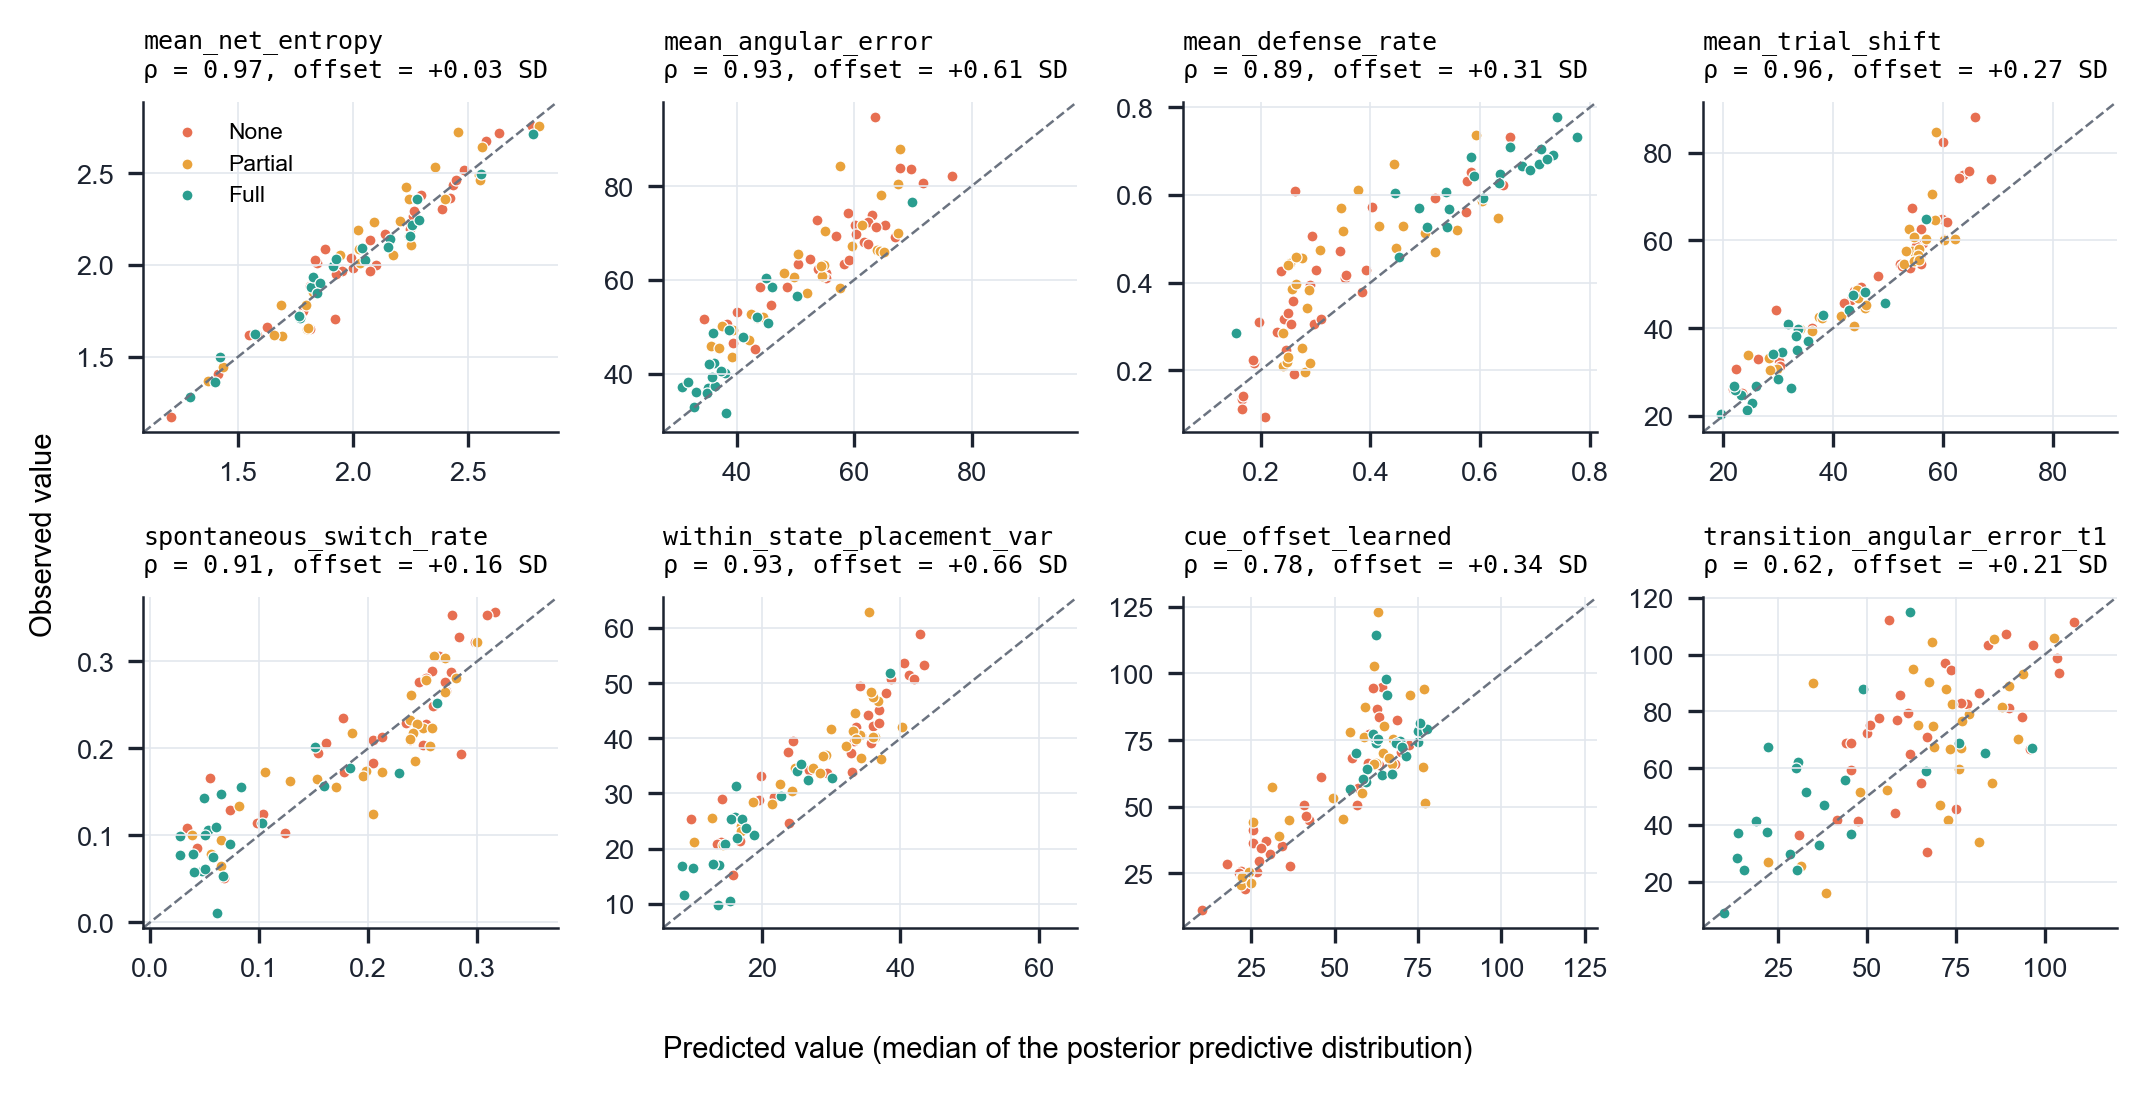 mean_net_entropy
ρ = 0.97, offset = +0.03 SD
None
Partial
Full
2.5
2.0
1.5
1.5 2.0 2.5
mean_angular_error
ρ = 0.93, offset = +0.61 SD
80
60
40
40 60 80
mean_defense_rate
ρ = 0.89, offset = +0.31 SD
0.8
0.6
0.4
0.2
0.2 0.4 0.6 0.8
mean_trial_shift
ρ = 0.96, offset = +0.27 SD
80
60
40
20
20 40 60 80
Observed value
spontaneous_switch_rate
ρ = 0.91, offset = +0.16 SD
0.3
0.2
0.1
0.0
0.0 0.1 0.2 0.3
within_state_placement_var
ρ = 0.93, offset = +0.66 SD
60
50
40
30
20
10
20 40 60
cue_offset_learned
ρ = 0.78, offset = +0.34 SD
125
100
75
50
25
25 50 75 100 125
transition_angular_error_t1
ρ = 0.62, offset = +0.21 SD
120
100
80
60
40
20
25 50 75 100
Predicted value (median of the posterior predictive distribution)